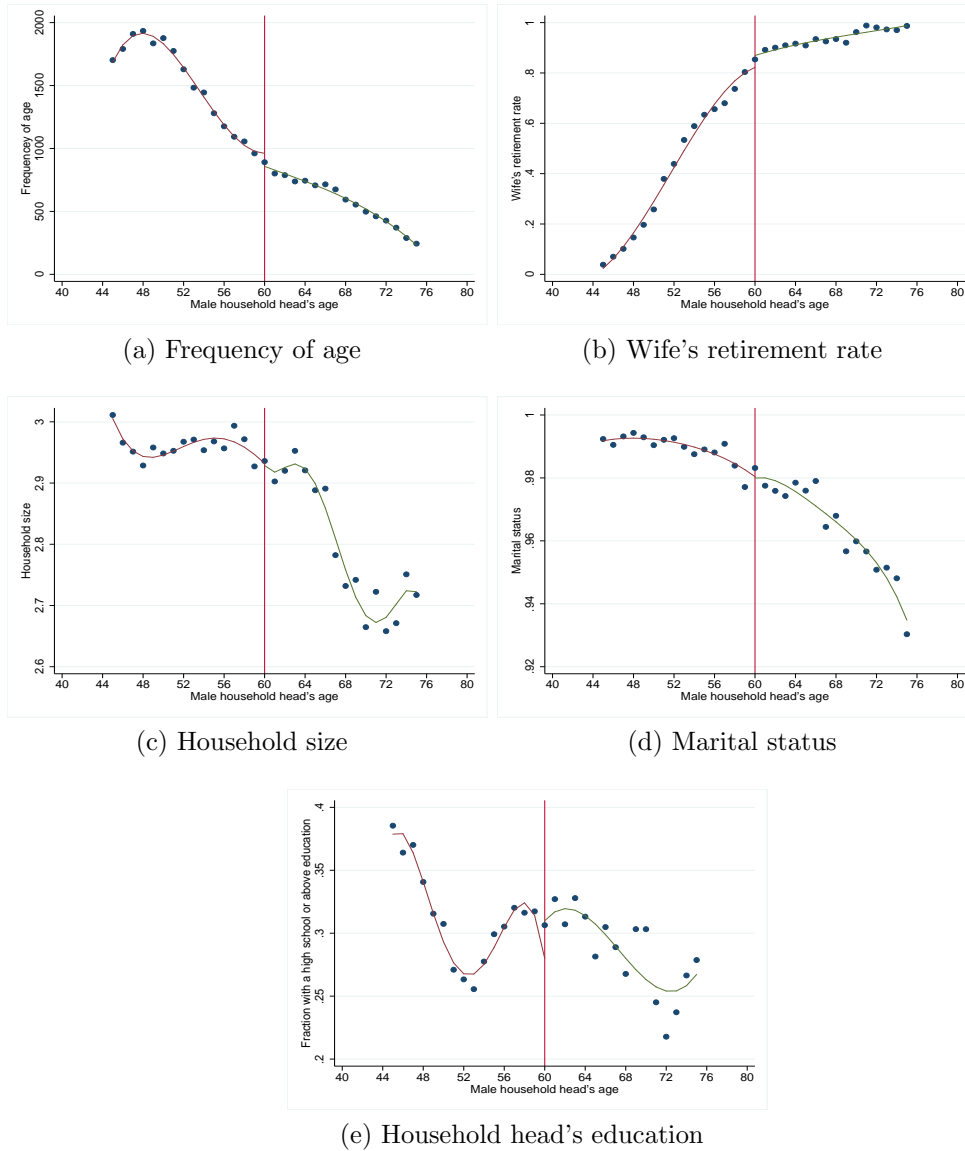 Frequencey of age
2000
1500
1000
500
0
40 44 48 52 56 60 64 68 72 76 80
Male household head's age
(a) Frequency of age
Wife's retirement rate
1
.8
.6
.4
.2
0
40 44 48 52 56 60 64 68 72 76 80
Male household head's age
(b) Wife's retirement rate
Household size
3
2.9
2.8
2.7
2.6
40 44 48 52 56 60 64 68 72 76 80
Male household head's age
(c) Household size
Marital status
1
.98
.96
.94
.92
40 44 48 52 56 60 64 68 72 76 80
Male household head's age
(d) Marital status
Fraction with a high school or above education
.4
.35
.3
.25
.2
40 44 48 52 56 60 64 68 72 76 80
Male household head's age
(e) Household head's education